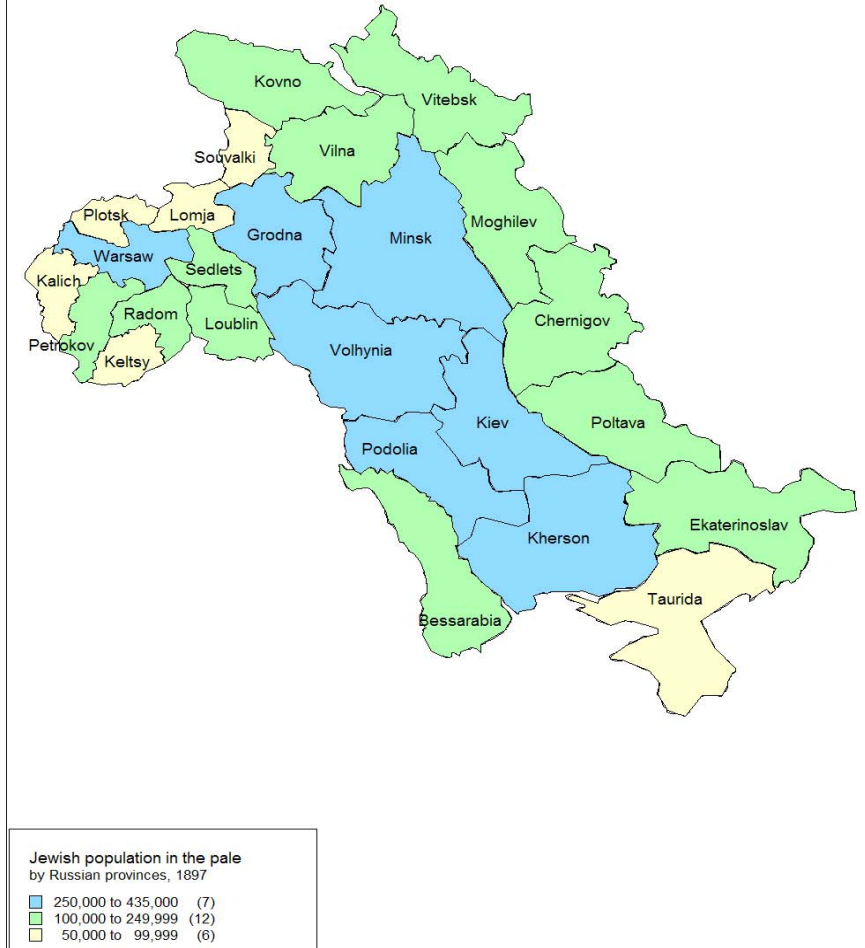 Kovno
Vitebsk
Vilna
Souvalki
Plotsk
Lomja
Moghilev
Grodna
Minsk
Warsaw
Sedlets
Kalich
Radom
Loublin
Chernigov
Petrokov
Keltsy
Volhynia
Poltava
Kiev
Podolia
Ekaterinoslav
Kherson
Taurida
Bessarabia
Jewish population in the pale
by Russian provinces, 1897
250,000 to 435,000 (7)
100,000 to 249,999 (12)
50,000 to 99,999 (6)